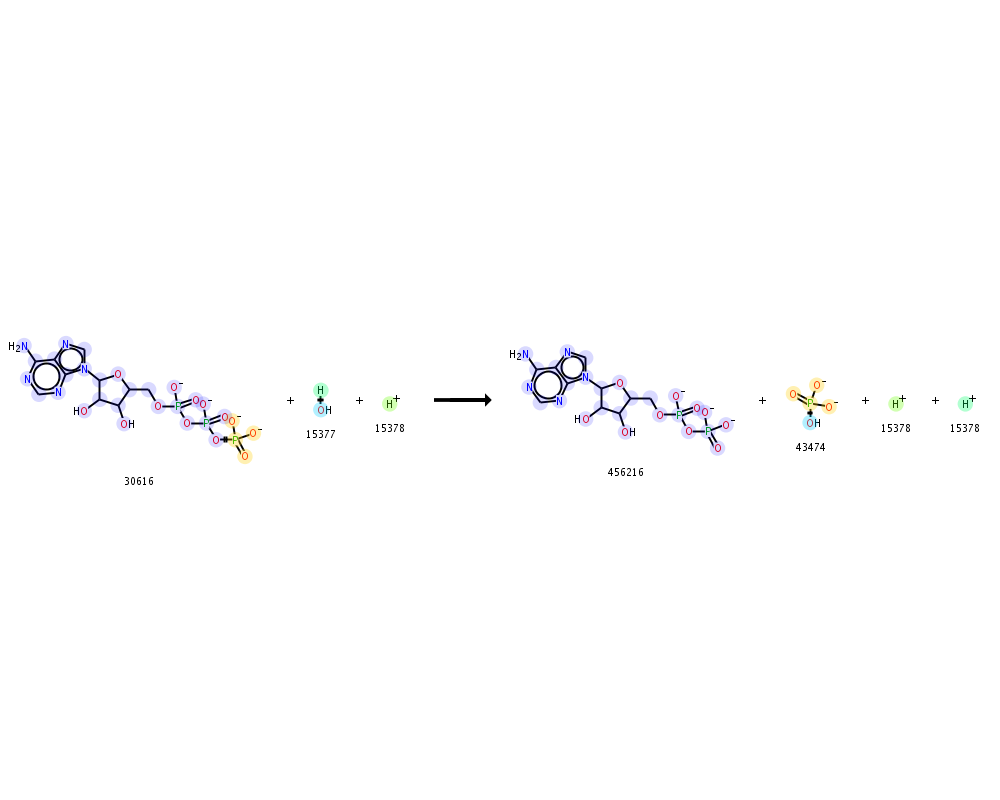 H2N N N N N O HO OH O O- P O O O- P O O O- P O- O
30616
+
H OH
15377
+
H+
15378
H2N N N N N O HO OH O O- P O O O- P O- O
456216
+
O O- P O- OH
43474
+
H+
15378
+
H+
15378